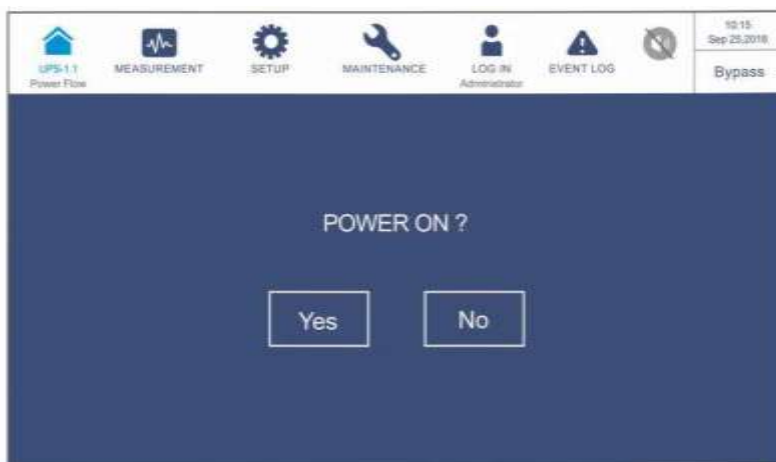 10:15
Sep 25,2018
UPS-1.1
Power Flow
MEASUREMENT
SETUP
MAINTENANCE
LOG IN
Administrator
EVENT LOG
Bypass
POWER ON ?
Yes
No